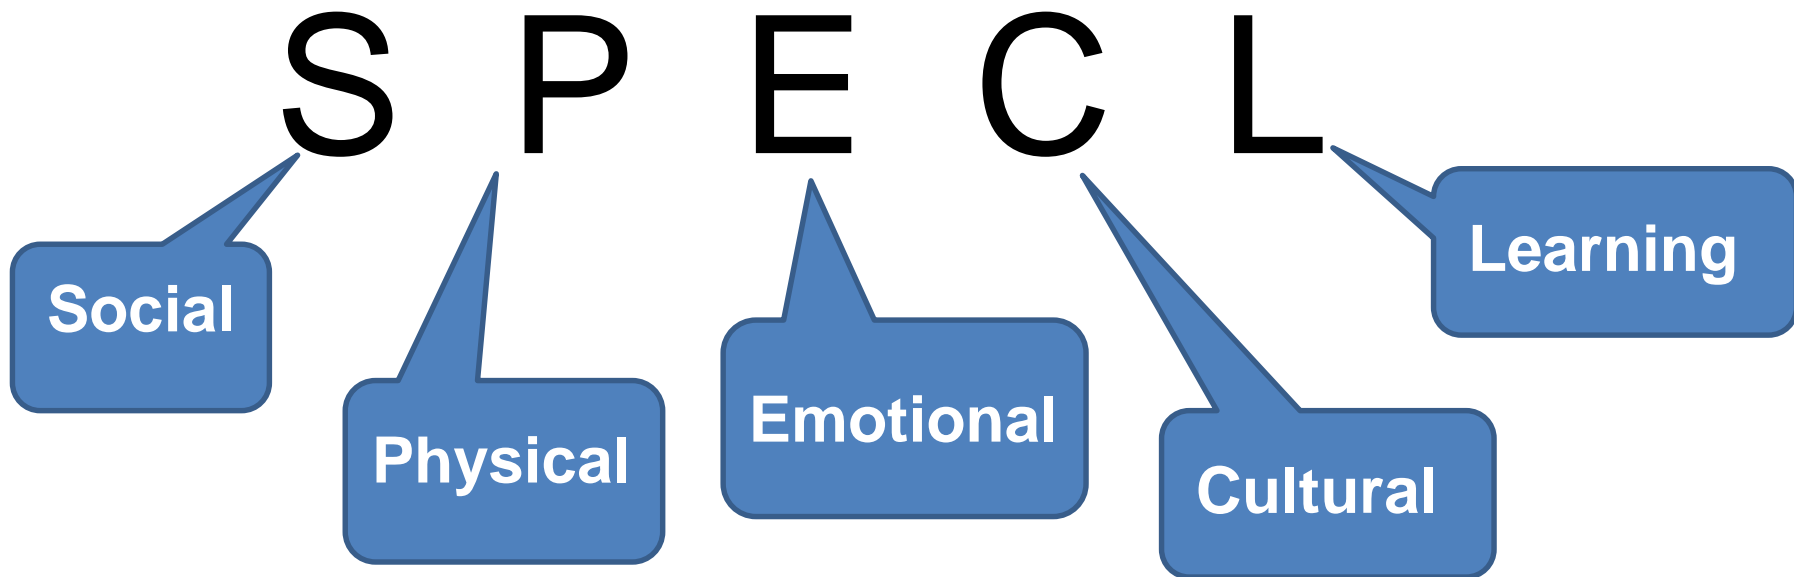 S P E C L
Social
Physical
Emotional
Cultural
Learning